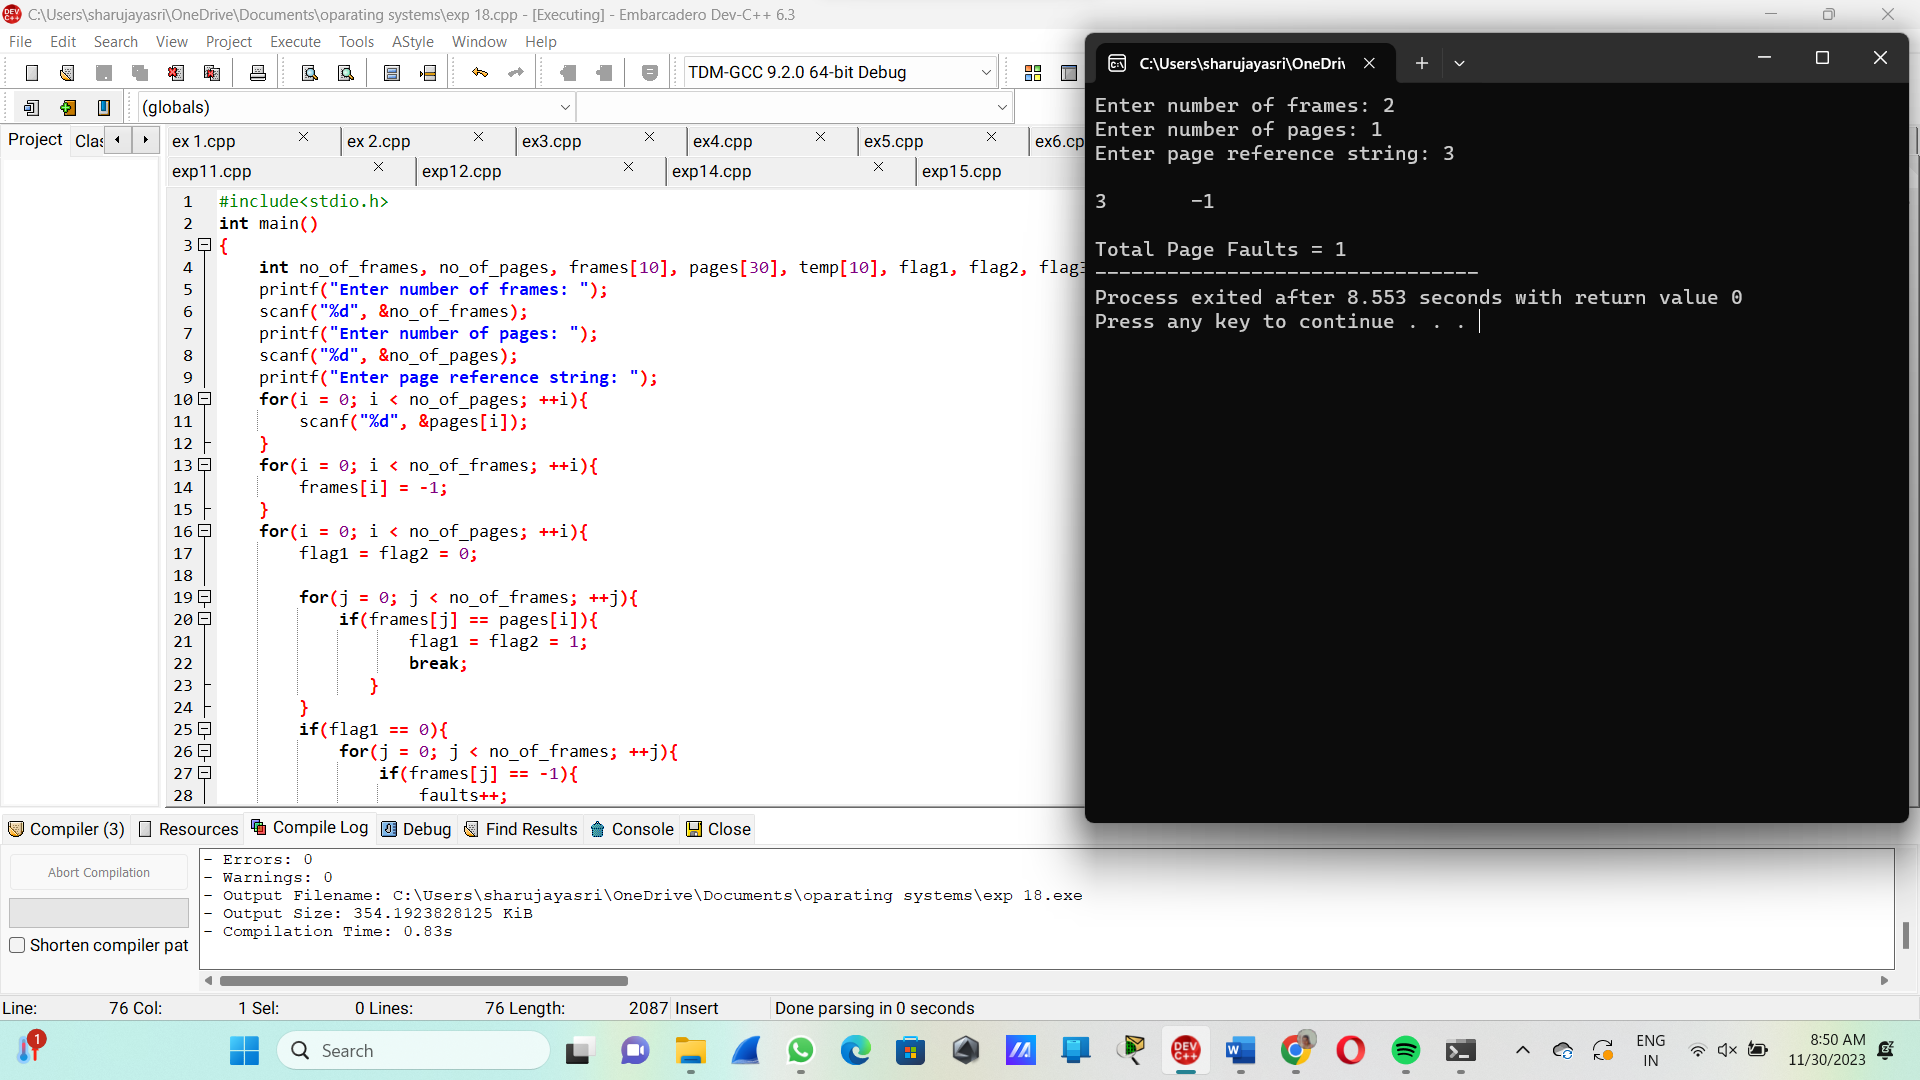 C:\Users\sharujayasri\OneDrive\Documents\oparating systems\exp 18.cpp - [Executing] - Embarcadero Dev-C++ 6.3
File Edit Search View Project Execute Tools AStyle Window Help
TDM-GCC 9.2.0 64-bit Debug
(globals)
Project Clas
ex 1.cpp ex 2.cpp ex3.cpp ex4.cpp ex5.cpp ex6.cp
exp11.cpp exp12.cpp exp14.cpp exp15.cpp
1 #include<stdio.h>
2 int main()
3 {
4 int no_of_frames, no_of_pages, frames[10], pages[30], temp[10], flag1, flag2, flag3
5 printf("Enter number of frames: ");
6 scanf("%d", &no_of_frames);
7 printf("Enter number of pages: ");
8 scanf("%d", &no_of_pages);
9 printf("Enter page reference string: ");
10 for(i = 0; i < no_of_pages; ++i){
11 scanf("%d", &pages[i]);
12 }
13 for(i = 0; i < no_of_frames; ++i){
14 frames[i] = -1;
15 }
16 for(i = 0; i < no_of_pages; ++i){
17 flag1 = flag2 = 0;
18
19 for(j = 0; j < no_of_frames; ++j){
20 if(frames[j] == pages[i]){
21 flag1 = flag2 = 1;
22 break;
23 }
24 }
25 if(flag1 == 0){
26 for(j = 0; j < no_of_frames; ++j){
27 if(frames[j] == -1){
28 faults++;
C:\Users\sharujayasri\OneDri
Enter number of frames: 2
Enter number of pages: 1
Enter page reference string: 3
3 -1
Total Page Faults = 1
--------------------------------
Process exited after 8.553 seconds with return value 0
Press any key to continue . . .
Compiler (3) Resources Compile Log Debug Find Results Console Close
Abort Compilation
Shorten compiler pat
- Errors: 0
- Warnings: 0
- Output Filename: C:\Users\sharujayasri\OneDrive\Documents\oparating systems\exp 18.exe
- Output Size: 354.1923828125 KiB
- Compilation Time: 0.83s
Line: 76 Col: 1 Sel: 0 Lines: 76 Length: 2087 Insert Done parsing in 0 seconds
1
Search
DEV C++
ENG
IN
8:50 AM
11/30/2023